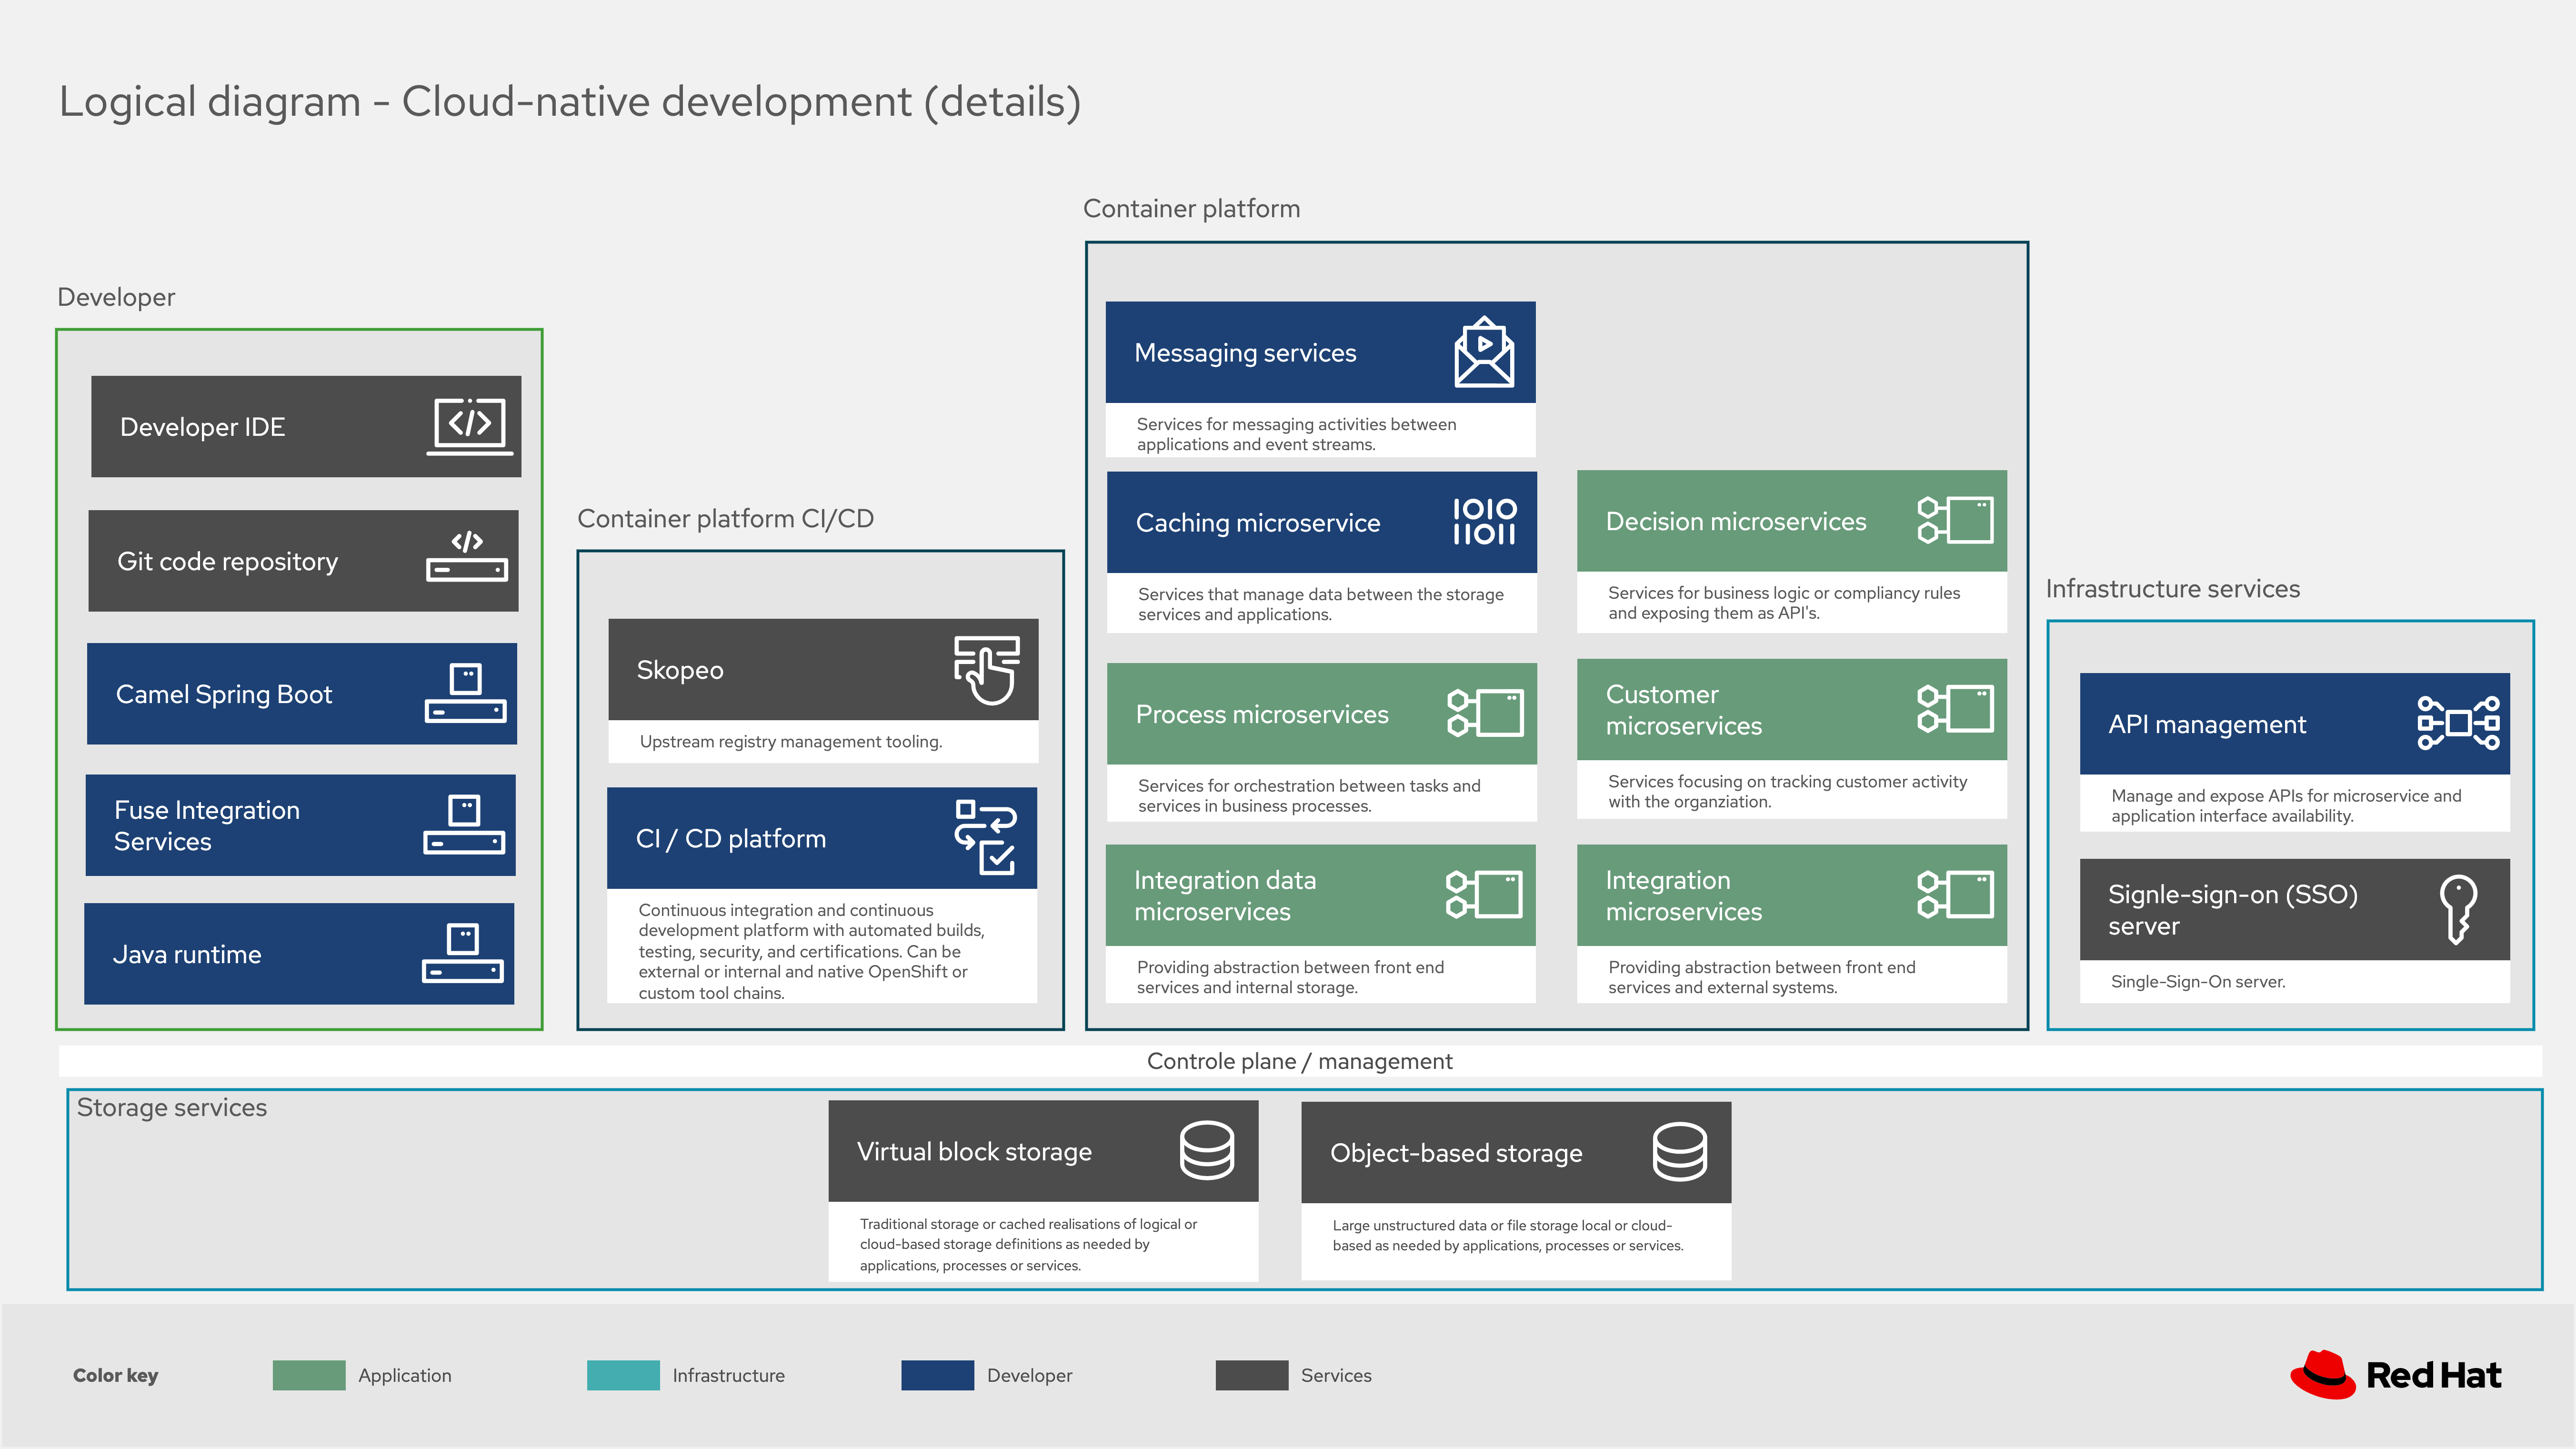 Logical diagram - Cloud-native development (details)
Developer
Developer IDE
Git code repository
Camel Spring Boot
Fuse Integration
Services
Java runtime
Container platform CI/CD
Skopeo
Upstream registry management tooling.
CI / CD platform
Continuous integration and continuous
development platform with automated builds,
testing, security, and certifications. Can be
external or internal and native OpenShift or
custom tool chains.
Container platform
Messaging services
Services for messaging activities between
applications and event streams.
Caching microservice
1010
11011
Services that manage data between the storage
services and applications.
Process microservices
Services for orchestration between tasks and
services in business processes.
Integration data
microservices
Providing abstraction between front end
services and internal storage.
Decision microservices
Services for business logic or compliancy rules
and exposing them as API's.
Customer
microservices
Services focusing on tracking customer activity
with the organziation.
Integration
microservices
Providing abstraction between front end
services and external systems.
Infrastructure services
API management
Manage and expose APIs for microservice and
application interface availability.
Signle-sign-on (SSO)
server
Single-Sign-On server.
Controle plane / management
Storage services
Virtual block storage
Traditional storage or cached realisations of logical or
cloud-based storage definitions as needed by
applications, processes or services.
Object-based storage
Large unstructured data or file storage local or cloud-
based as needed by applications, processes or services.
Color key
Application
Infrastructure
Developer
Services
Red Hat